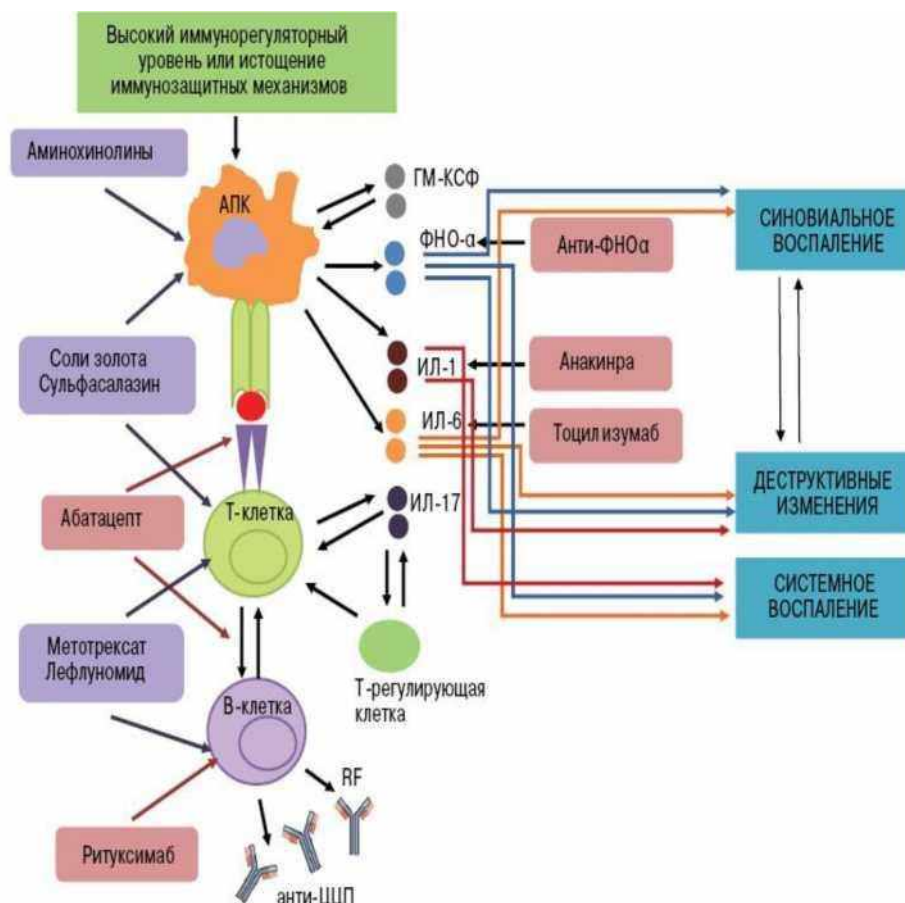 Высокий иммунорегуляторный
уровень или истощение
иммунозащитных механизмов
Аминохинолины
АПК
ГМ-КСФ
ФНО-α
Анти-ФНОα
СИНОВИАЛЬНОЕ
ВОСПАЛЕНИЕ
Соли золота
Сульфасалазин
ИЛ-1
Анакинра
ИЛ-6
Тоцилизумаб
Абатацепт
Т-клетка
ИЛ-17
ДЕСТРУКТИВНЫЕ
ИЗМЕНЕНИЯ
СИСТЕМНОЕ
ВОСПАЛЕНИЕ
Метотрексат
Лефлуномид
Т-регулирующая
клетка
В-клетка
RF
Ритуксимаб
анти-ЦЦП